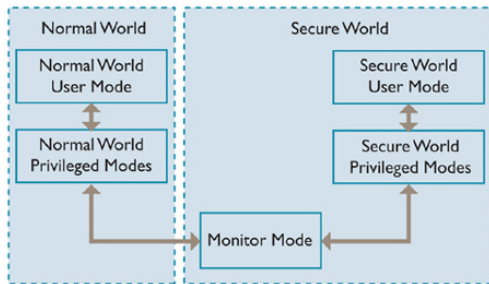 Normal World
Secure World
Normal World
User Mode
Secure World
User Mode
Normal World
Privileged Modes
Secure World
Privileged Modes
Monitor Mode